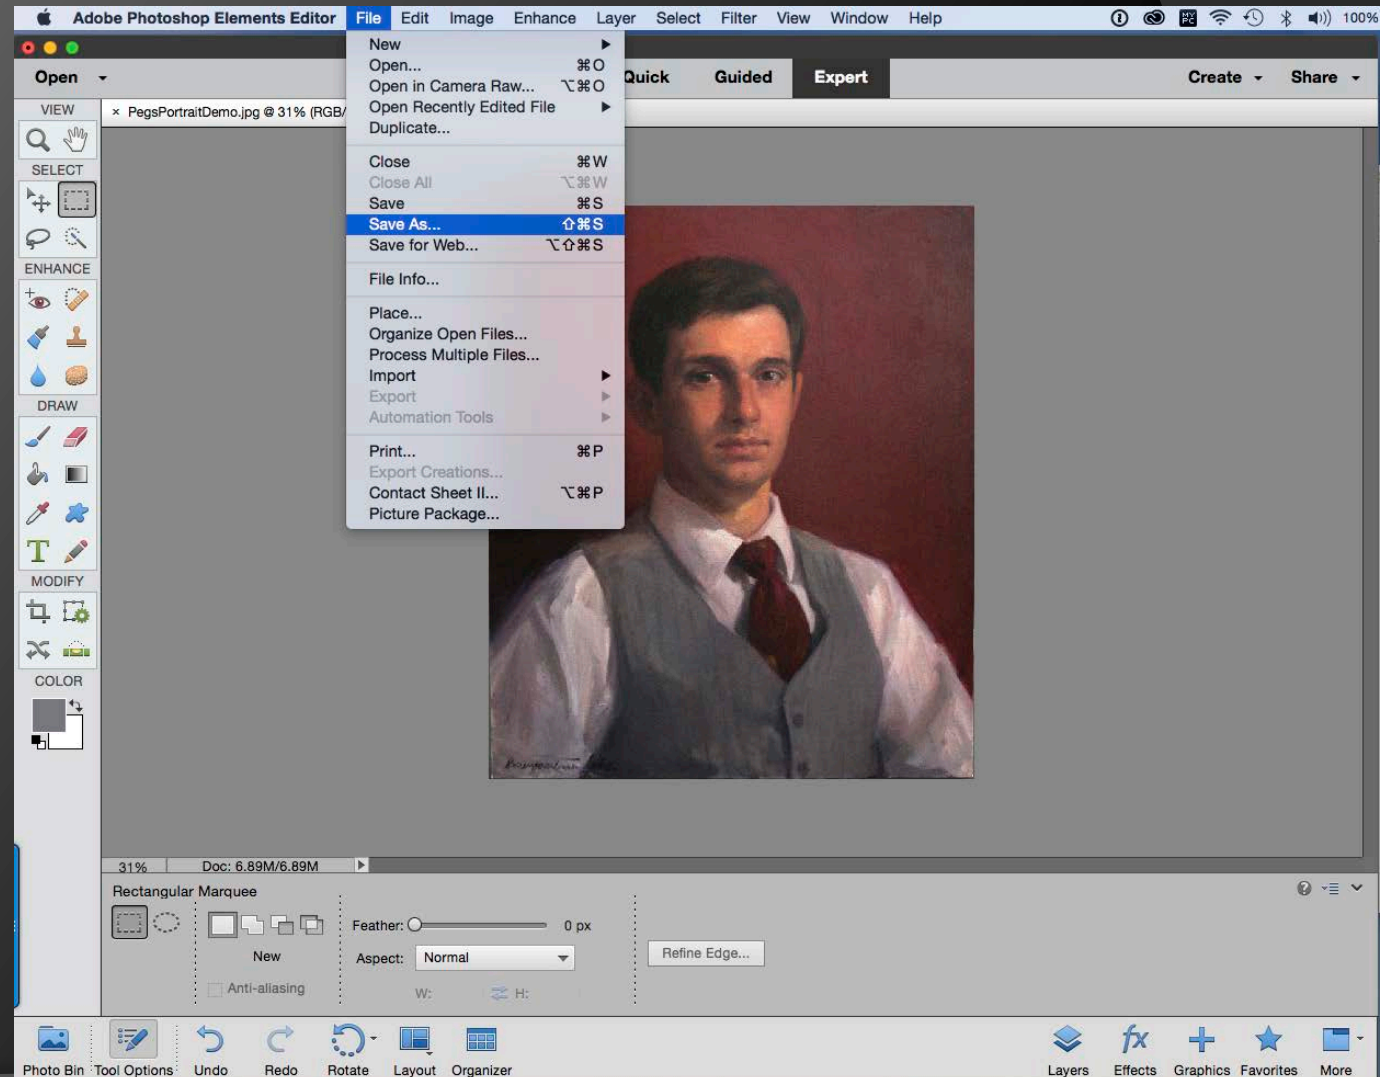 Adobe Photoshop Elements Editor File Edit Image Enhance Layer Select Filter View Window Help 100%
Open Quick Guided Expert Create Share
× PegsPortraitDemo.jpg @ 31% (RGB/
New
Open... ⌘O
Open in Camera Raw... ⌥⌘O
Open Recently Edited File
Duplicate...
Close ⌘W
Close All ⌥⌘W
Save ⌘S
Save As... ⇧⌘S
Save for Web... ⌥⇧⌘S
File Info...
Place...
Organize Open Files...
Process Multiple Files...
Import
Export
Automation Tools
Print... ⌘P
Export Creations...
Contact Sheet II... ⌥⌘P
Picture Package...
VIEW
SELECT
ENHANCE
DRAW
T
MODIFY
COLOR
31% Doc: 6.89M/6.89M
Rectangular Marquee
Feather: 0 px
New
Aspect: Normal
Refine Edge...
Anti-aliasing
W: H:
fx
Photo Bin Tool Options Undo Redo Rotate Layout Organizer Layers Effects Graphics Favorites More